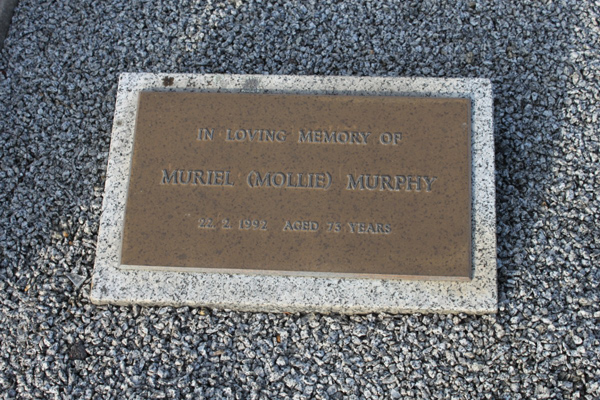 IN LOVING MEMORY OF
MURIEL (MOLLIE) MURPHY
22. 2. 1992 AGED 75 YEARS